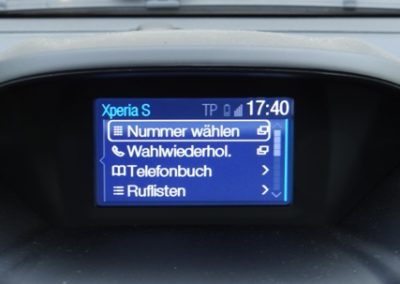 Xperia S TP 17:40
Nummer wählen
Wahlwiederhol.
Telefonbuch
Ruflisten